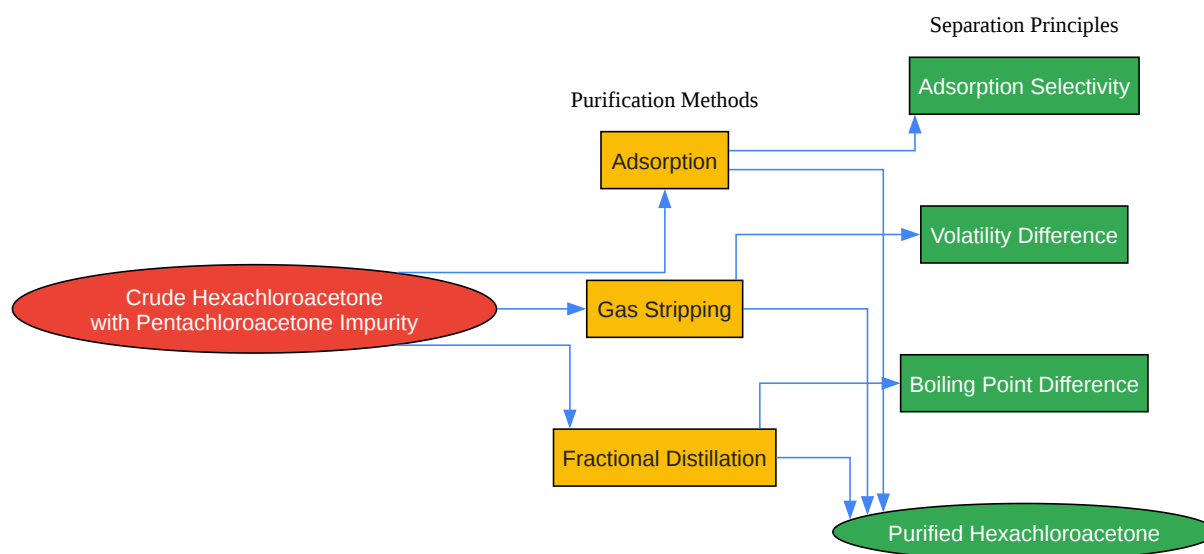 Separation Principles
Adsorption Selectivity
Purification Methods
Adsorption
Volatility Difference
Crude Hexachloroacetone
with Pentachloroacetone Impurity
Gas Stripping
Boiling Point Difference
Fractional Distillation
Purified Hexachloroacetone